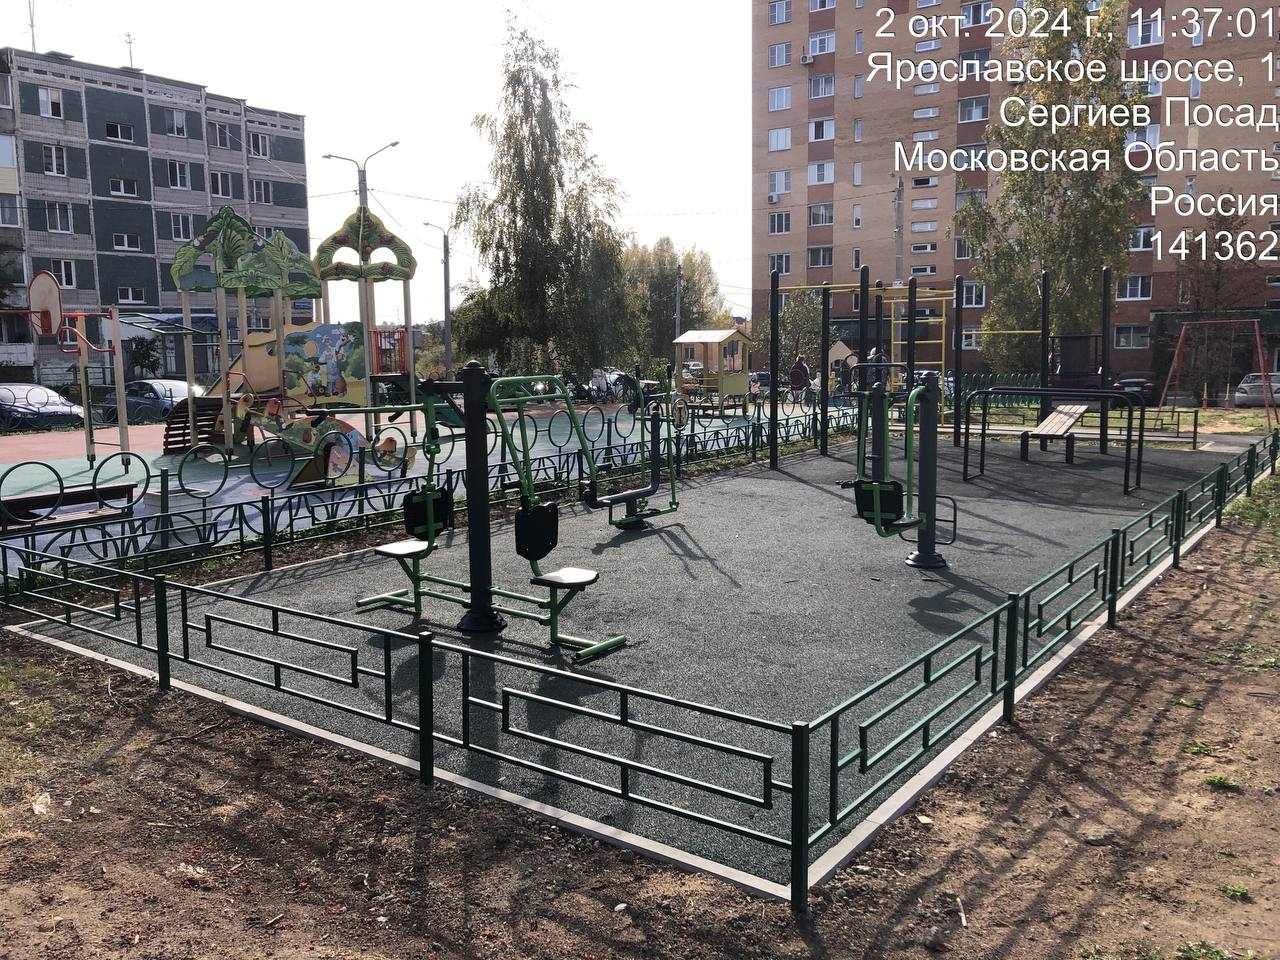 2 окт. 2024 г., 11:37:01
Ярославское шоссе, 1
Сергиев Посад
Московская Область
Россия
141362